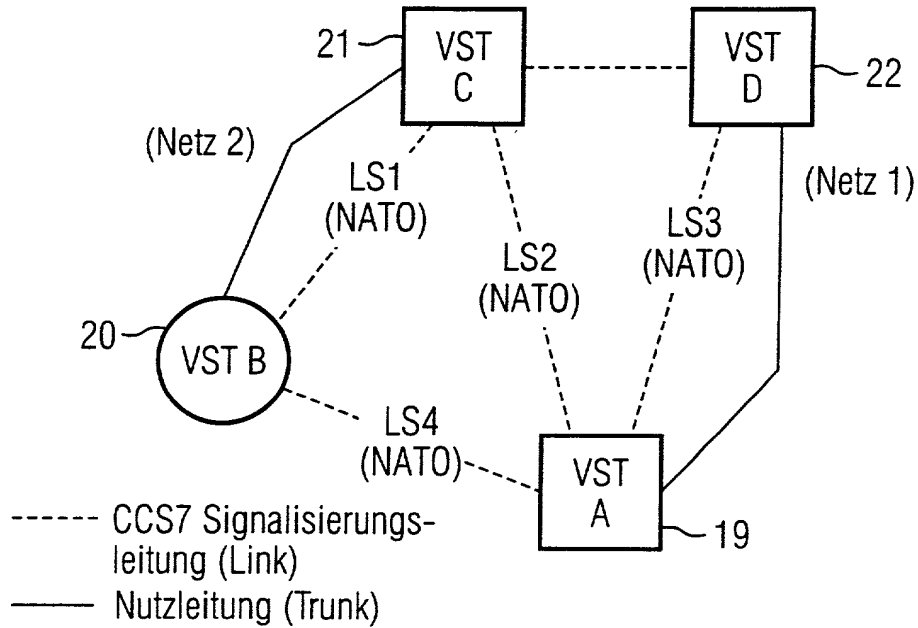 21
VST
C
VST
D
22
(Netz 2)
LS1
(NATO)
(Netz 1)
LS3
(NATO)
LS2
(NATO)
20
VST B
LS4
(NATO)
VST
A
19
CCS7 Signalisierungs-
leitung (Link)
Nutzleitung (Trunk)